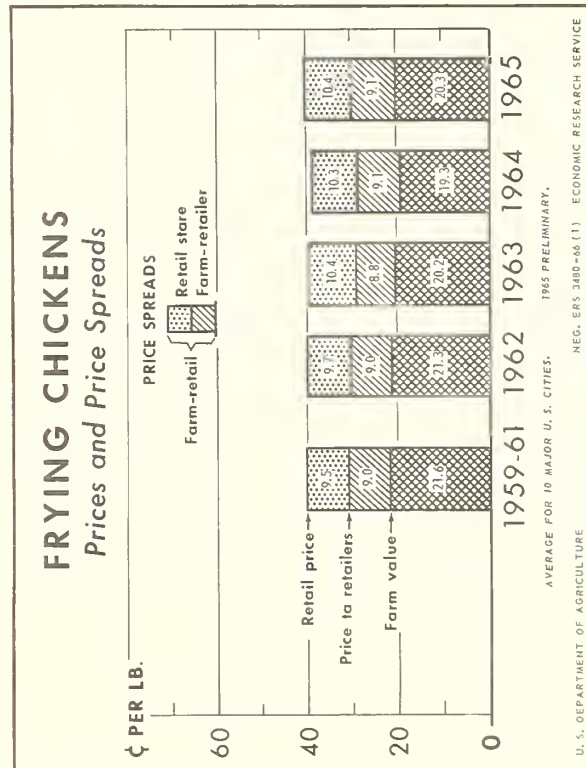 FRYING CHICKENS
Prices and Price Spreads
¢ PER LB.
PRICE SPREADS
Farm-retail
Retail stare
Farm-retailer
60
40
20
0
Retail price
Price ta retailers
Farm value
9.5
9.0
21.6
9.7
9.0
21.3
10.4
8.8
20.2
10.3
9.1
19.3
10.4
9.1
20.3
1959-61 1962 1963 1964 1965
AVERAGE FOR 10 MAJOR U. S. CITIES. 1965 PRELIMINARY.
U. S. DEPARTMENT OF AGRICULTURE NEG. ERS 3480-66 (1) ECONOMIC RESEARCH SERVICE